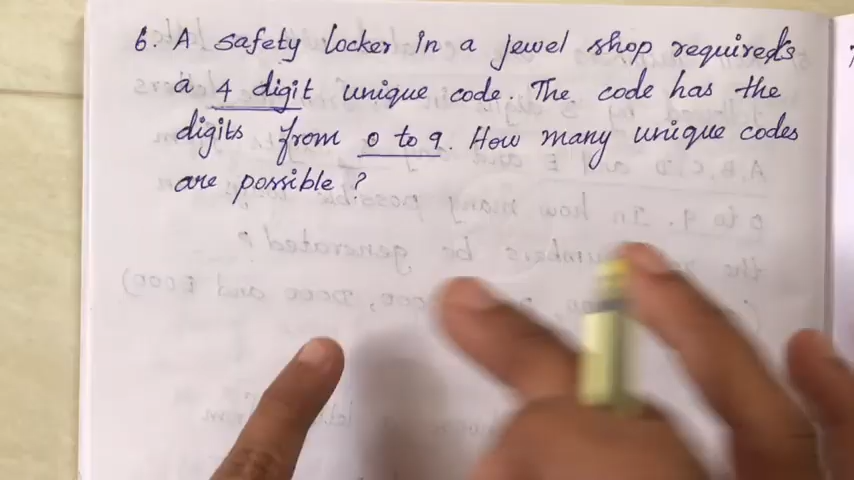 6. A safety locker in a jewel shop requires
a 4 digit unique code. The code has the
digits from 0 to 9. How many unique codes
are possible ?